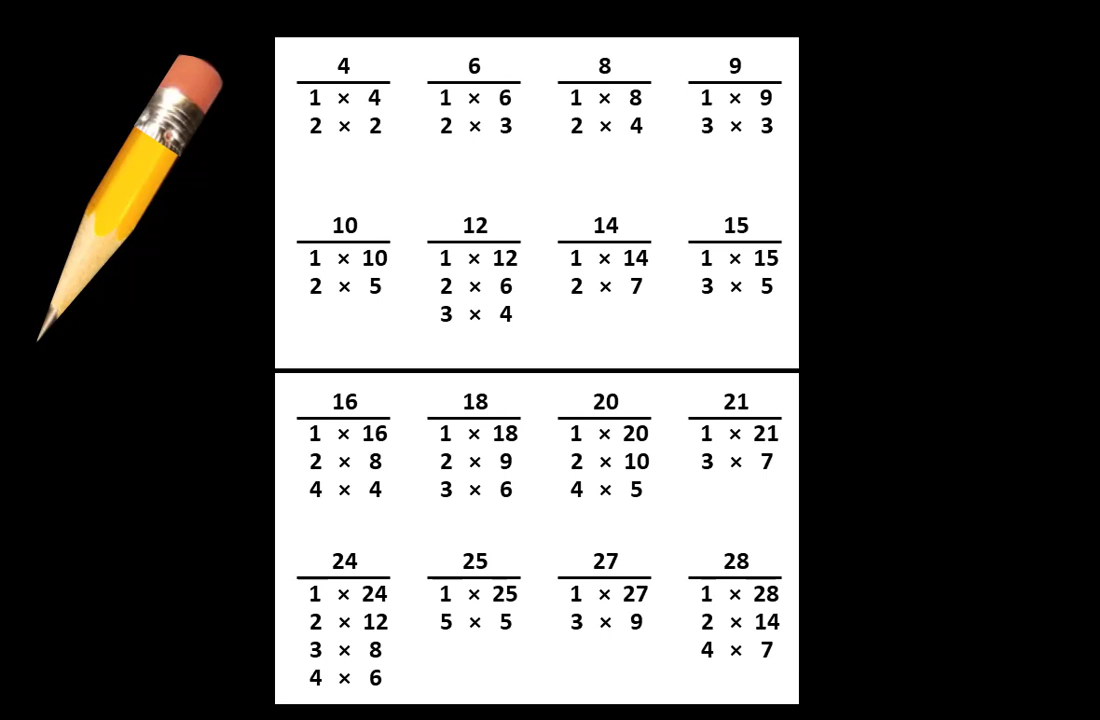 4 6 8 9
1 × 4 1 × 6 1 × 8 1 × 9
2 × 2 2 × 3 2 × 4 3 × 3
10 12 14 15
1 × 10 1 × 12 1 × 14 1 × 15
2 × 5 2 × 6 2 × 7 3 × 5
3 × 4
16 18 20 21
1 × 16 1 × 18 1 × 20 1 × 21
2 × 8 2 × 9 2 × 10 3 × 7
4 × 4 3 × 6 4 × 5
24 25 27 28
1 × 24 1 × 25 1 × 27 1 × 28
2 × 12 5 × 5 3 × 9 2 × 14
3 × 8 4 × 7
4 × 6